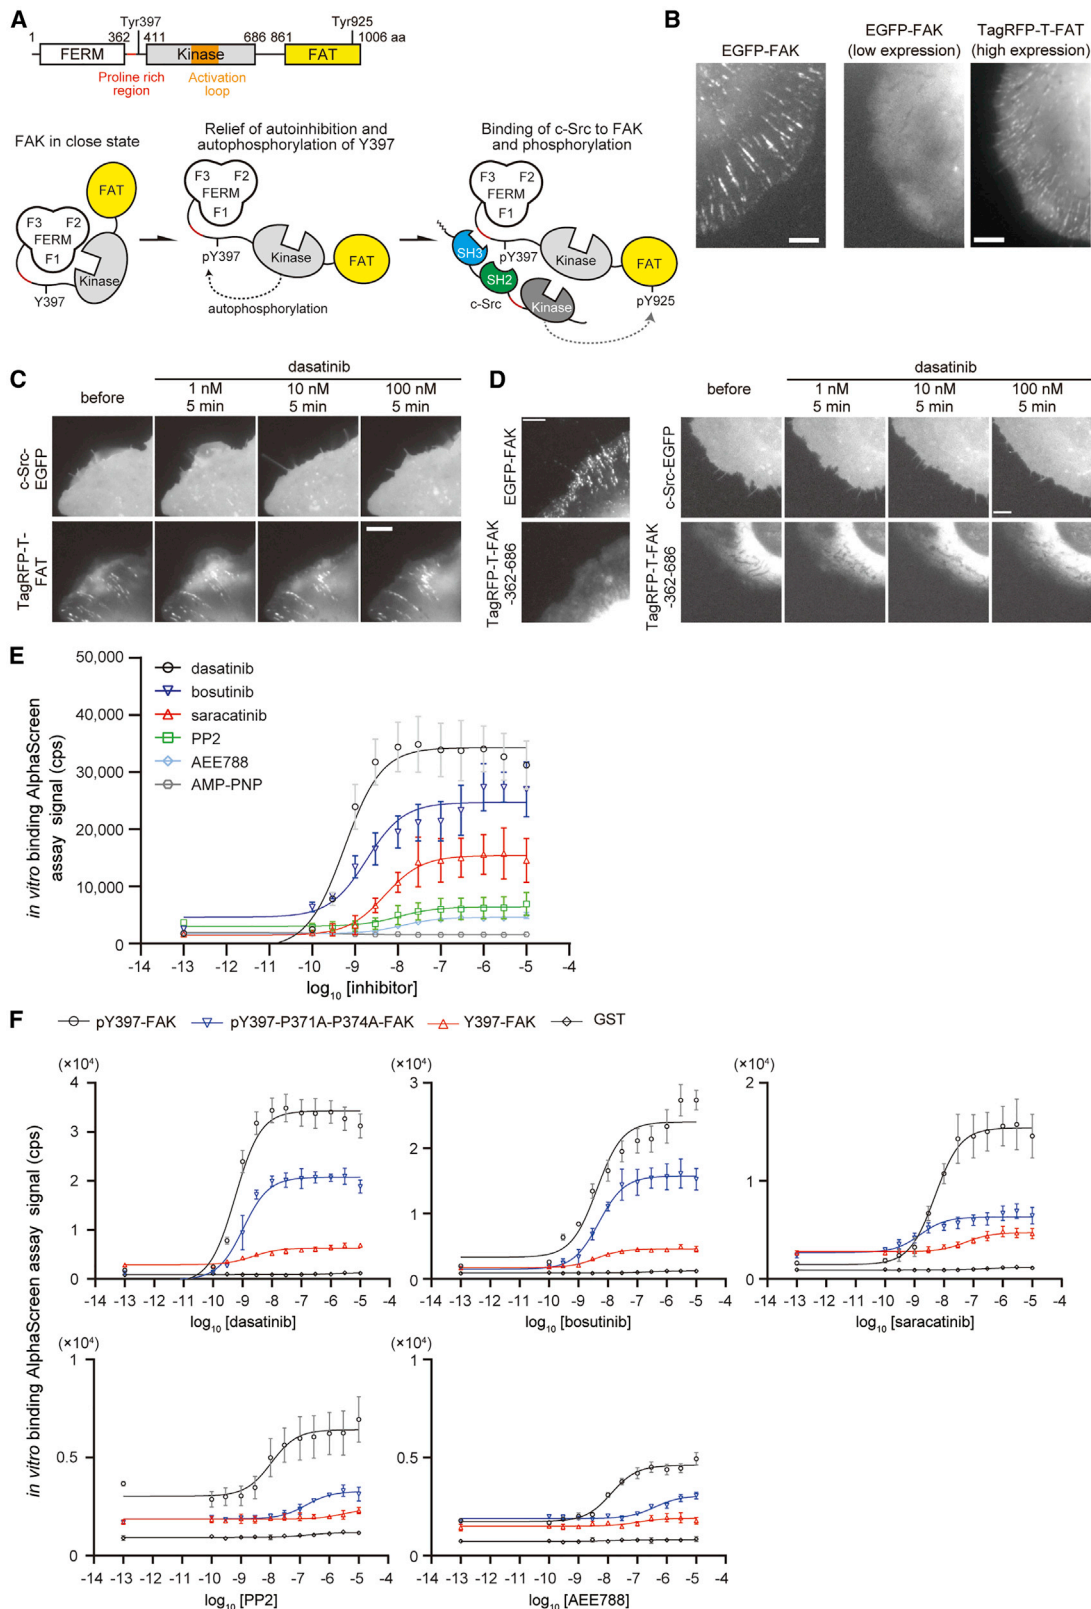 A
1
362
Tyr397
411
686
861
Tyr925
1006 aa
FERM
Kinase
FAT
Proline rich
region
Activation
loop
FAK in close state
Relief of autoinhibition and
autophosphorylation of Y397
Binding of c-Src to FAK
and phosphorylation
F3 F2
FERM
F1
Kinase
FAT
Y397
F3 F2
FERM
F1
pY397
Kinase
FAT
autophosphorylation
F3 F2
FERM
F1
SH3
pY397
Kinase
FAT
SH2
c-Src
Kinase
pY925
B
EGFP-FAK
EGFP-FAK
(low expression)
TagRFP-T-FAT
(high expression)
C
dasatinib
before
1 nM
5 min
10 nM
5 min
100 nM
5 min
c-Src-
EGFP
TagRFP-T-
FAT
D
EGFP-FAK
TagRFP-T-FAK
-362-686
dasatinib
before
1 nM
5 min
10 nM
5 min
100 nM
5 min
c-Src-EGFP
TagRFP-T-FAK
-362-686
E
in vitro binding AlphaScreen
assay signal (cps)
50,000
40,000
30,000
20,000
10,000
0
dasatinib
bosutinib
saracatinib
PP2
AEE788
AMP-PNP
-14 -13 -12 -11 -10 -9 -8 -7 -6 -5 -4
log10 [inhibitor]
F
pY397-FAK
pY397-P371A-P374A-FAK
Y397-FAK
GST
in vitro binding AlphaScreen assay signal (cps)
(×10⁴)
4
3
2
1
0
-14 -13 -12 -11 -10 -9 -8 -7 -6 -5 -4
log10 [dasatinib]
(×10⁴)
3
2
1
0
-14 -13 -12 -11 -10 -9 -8 -7 -6 -5 -4
log10 [bosutinib]
(×10⁴)
2
1
0
-14 -13 -12 -11 -10 -9 -8 -7 -6 -5 -4
log10 [saracatinib]
(×10⁴)
1
0.5
0
-14 -13 -12 -11 -10 -9 -8 -7 -6 -5 -4
log10 [PP2]
(×10⁴)
1
0.5
0
-14 -13 -12 -11 -10 -9 -8 -7 -6 -5 -4
log10 [AEE788]